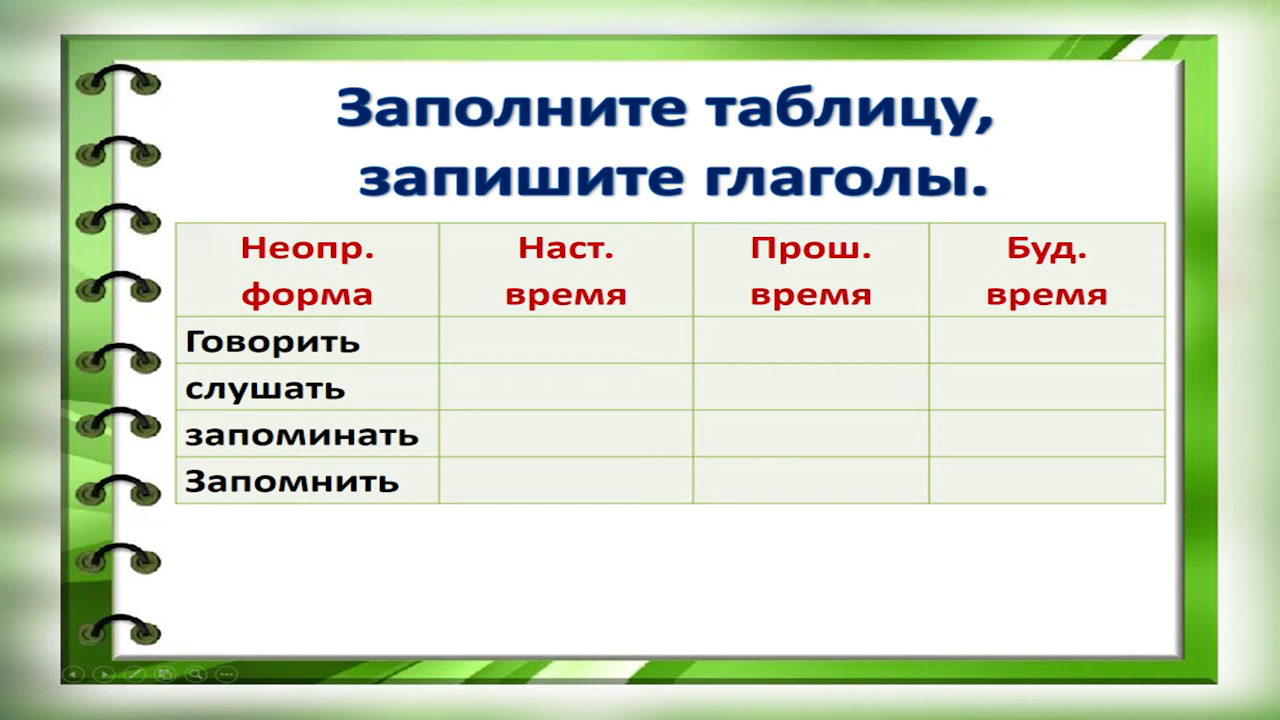 Заполните таблицу,
запишите глаголы.
Неопр. форма Наст. время Прош. время Буд. время
Говорить
слушать
запоминать
Запомнить